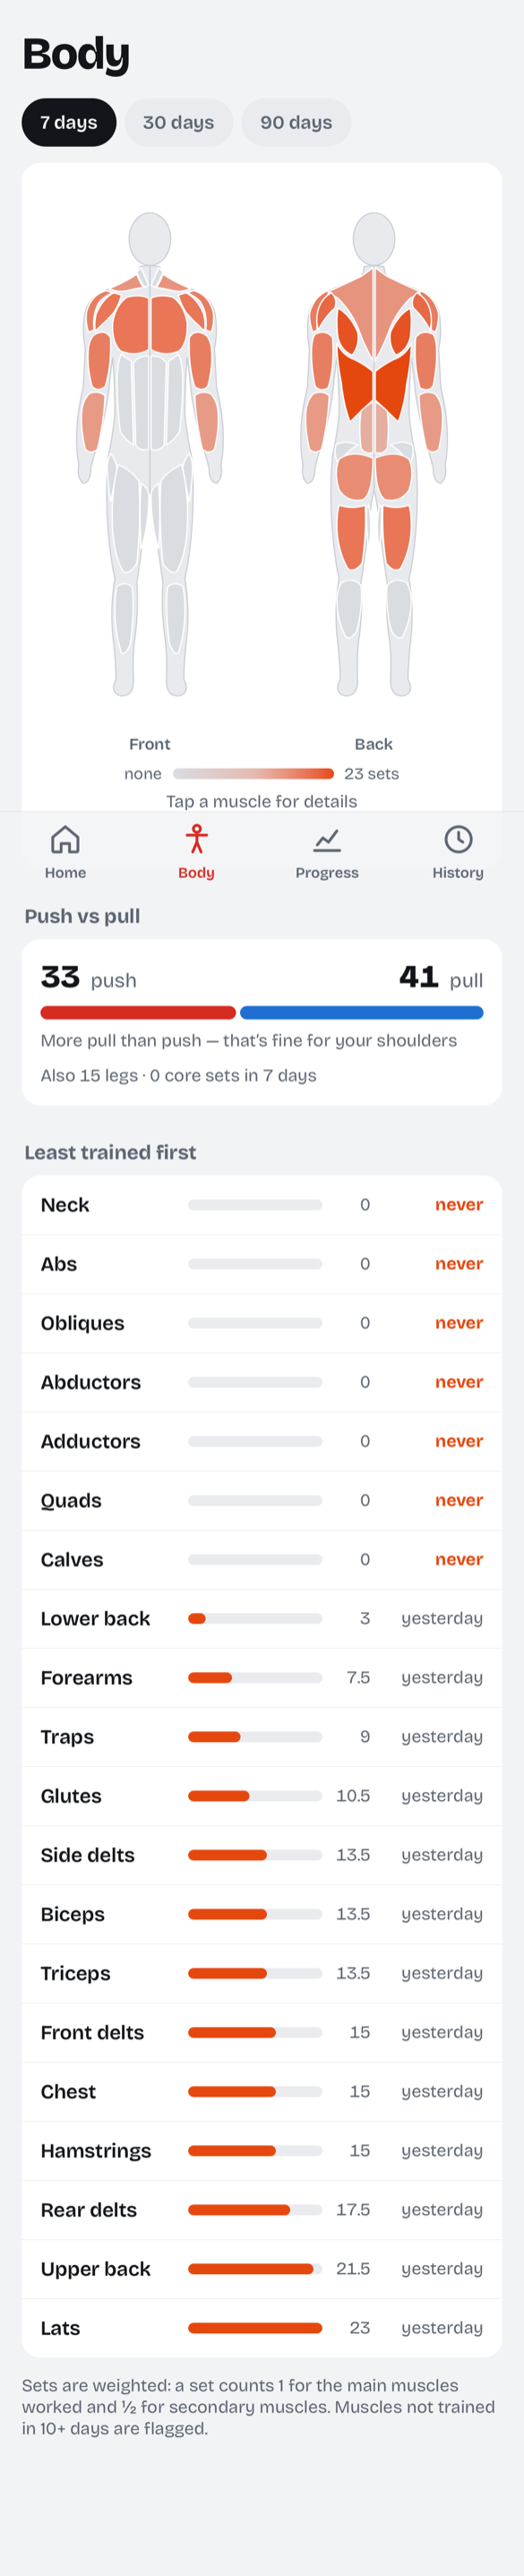 Body
7 days 30 days 90 days
Front Back
none 23 sets
Tap a muscle for details
Home Body Progress History
Push vs pull
33 push 41 pull
More pull than push — that's fine for your shoulders
Also 15 legs · 0 core sets in 7 days
Least trained first
Neck 0 never
Abs 0 never
Obliques 0 never
Abductors 0 never
Adductors 0 never
Quads 0 never
Calves 0 never
Lower back 3 yesterday
Forearms 7.5 yesterday
Traps 9 yesterday
Glutes 10.5 yesterday
Side delts 13.5 yesterday
Biceps 13.5 yesterday
Triceps 13.5 yesterday
Front delts 15 yesterday
Chest 15 yesterday
Hamstrings 15 yesterday
Rear delts 17.5 yesterday
Upper back 21.5 yesterday
Lats 23 yesterday
Sets are weighted: a set counts 1 for the main muscles
worked and ½ for secondary muscles. Muscles not trained
in 10+ days are flagged.